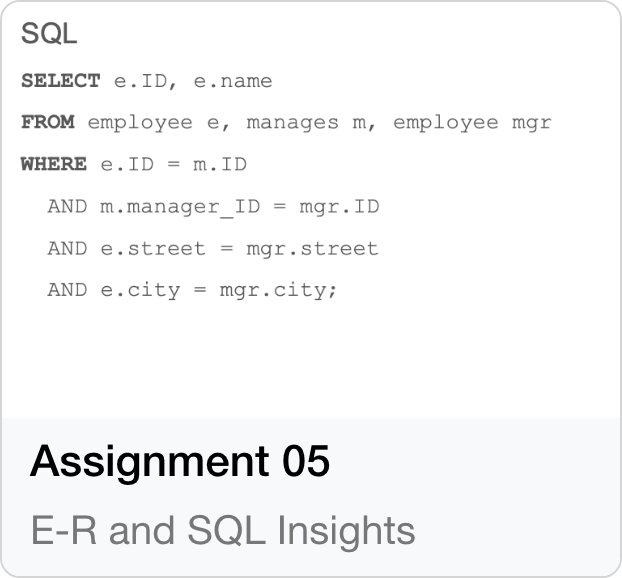 SQL
SELECT e.ID, e.name
FROM employee e, manages m, employee mgr
WHERE e.ID = m.ID
AND m.manager_ID = mgr.ID
AND e.street = mgr.street
AND e.city = mgr.city;
Assignment 05
E-R and SQL Insights